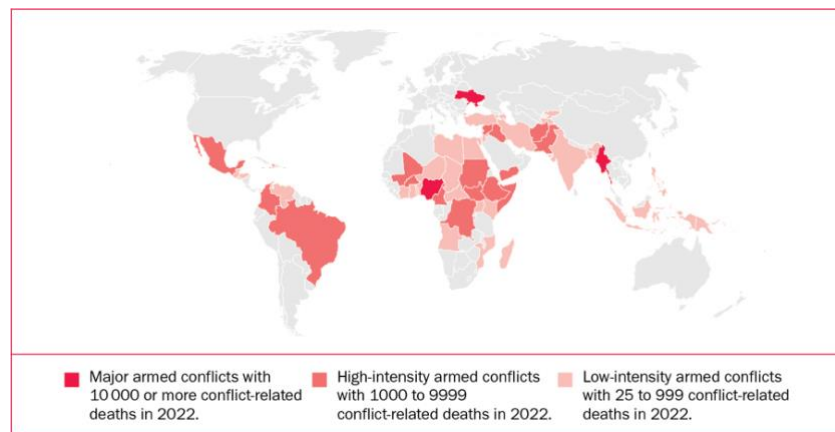 Major armed conflicts with
10 000 or more conflict-related
deaths in 2022.
High-intensity armed conflicts
with 1000 to 9999
conflict-related deaths in 2022.
Low-intensity armed conflicts
with 25 to 999 conflict-related
deaths in 2022.